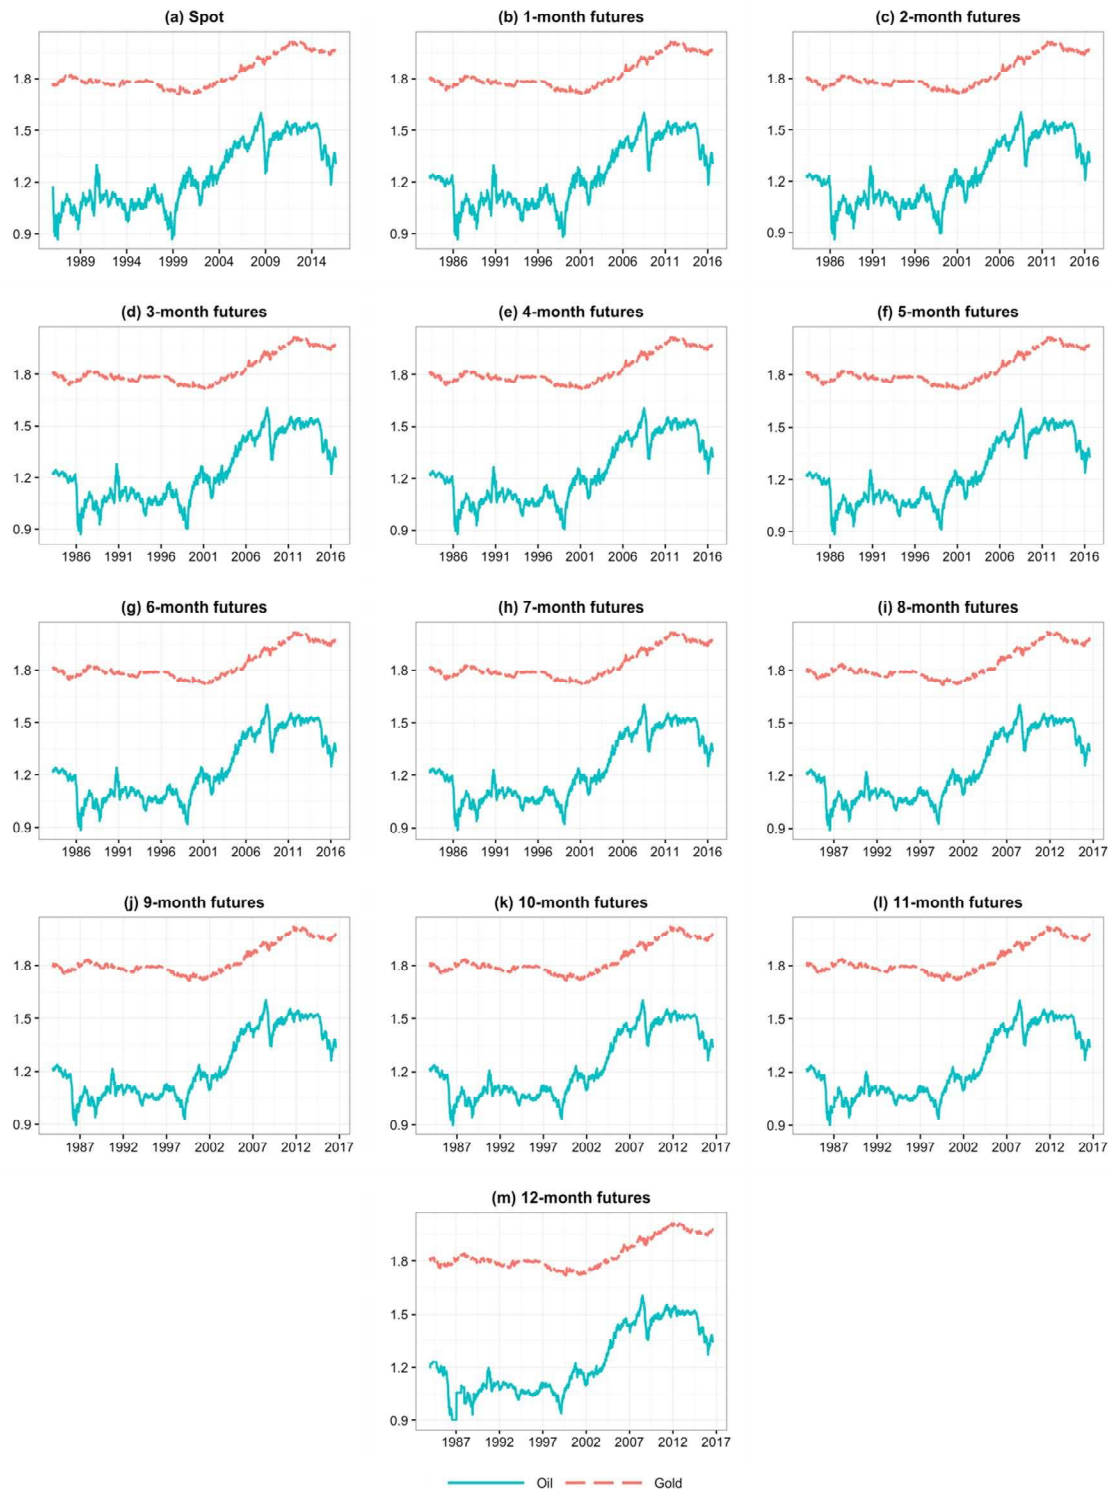 (a) Spot
(b) 1-month futures
(c) 2-month futures
1.8
1.5
1.2
0.9
1989 1994 1999 2004 2009 2014
1.8
1.5
1.2
0.9
1986 1991 1996 2001 2006 2011 2016
1.8
1.5
1.2
0.9
1986 1991 1996 2001 2006 2011 2016
(d) 3-month futures
(e) 4-month futures
(f) 5-month futures
1.8
1.5
1.2
0.9
1986 1991 1996 2001 2006 2011 2016
1.8
1.5
1.2
0.9
1986 1991 1996 2001 2006 2011 2016
1.8
1.5
1.2
0.9
1986 1991 1996 2001 2006 2011 2016
(g) 6-month futures
(h) 7-month futures
(i) 8-month futures
1.8
1.5
1.2
0.9
1986 1991 1996 2001 2006 2011 2016
1.8
1.5
1.2
0.9
1986 1991 1996 2001 2006 2011 2016
1.8
1.5
1.2
0.9
1987 1992 1997 2002 2007 2012 2017
(j) 9-month futures
(k) 10-month futures
(l) 11-month futures
1.8
1.5
1.2
0.9
1987 1992 1997 2002 2007 2012 2017
1.8
1.5
1.2
0.9
1987 1992 1997 2002 2007 2012 2017
1.8
1.5
1.2
0.9
1987 1992 1997 2002 2007 2012 2017
(m) 12-month futures
1.8
1.5
1.2
0.9
1987 1992 1997 2002 2007 2012 2017
Oil Gold